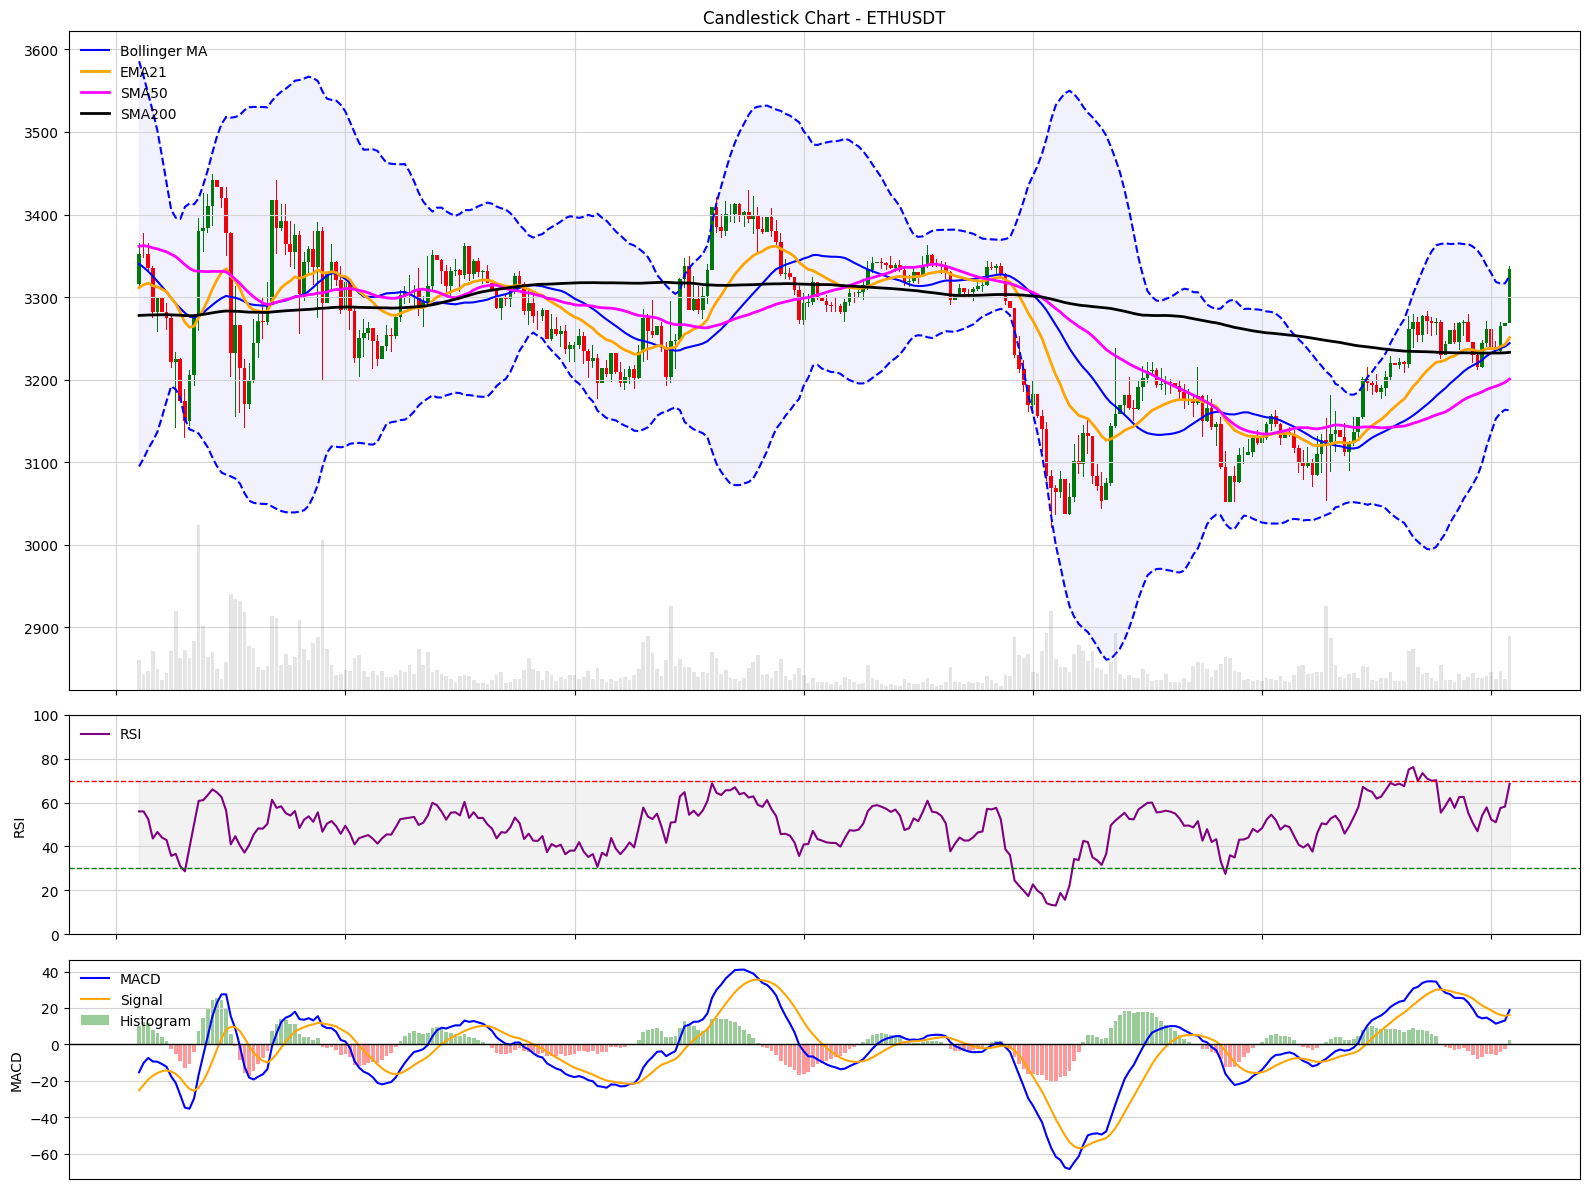 Candlestick Chart - ETHUSDT
Bollinger MA
EMA21
SMA50
SMA200
3600
3500
3400
3300
3200
3100
3000
2900
RSI
100
80
60
40
20
0
RSI
MACD
Signal
Histogram
40
20
0
−20
−40
−60
MACD